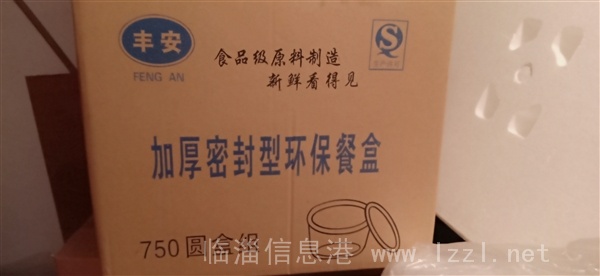 丰安
FENG AN
食品级原料制造
新鲜看得见
加厚密封型环保餐盒
750圆盒组
临淄信息港 www.lzzl.net